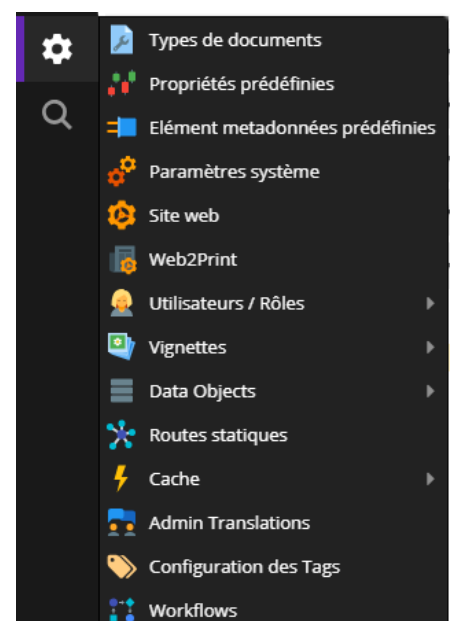 Types de documents
Propriétés prédéfinies
Elément metadonnées prédéfinies
Paramètres système
Site web
Web2Print
Utilisateurs / Rôles
Vignettes
Data Objects
Routes statiques
Cache
Admin Translations
Configuration des Tags
Workflows